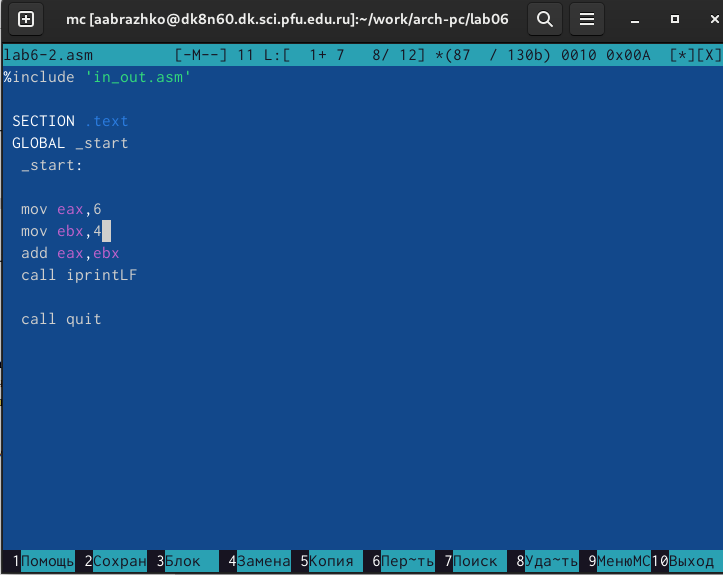 mc [aabrazhko@dk8n60.dk.sci.pfu.edu.ru]:~/work/arch-pc/lab06
lab6-2.asm [-M--] 11 L:[ 1+ 7 8/ 12] *(87 / 130b) 0010 0x00A [*][X]
%include 'in_out.asm'
SECTION .text
GLOBAL _start
_start:
mov eax,6
mov ebx,4
add eax,ebx
call iprintLF
call quit
1Помощь 2Сохран 3Блок 4Замена 5Копия 6Пер~ть 7Поиск 8Уда~ть 9МенюМС 10Выход